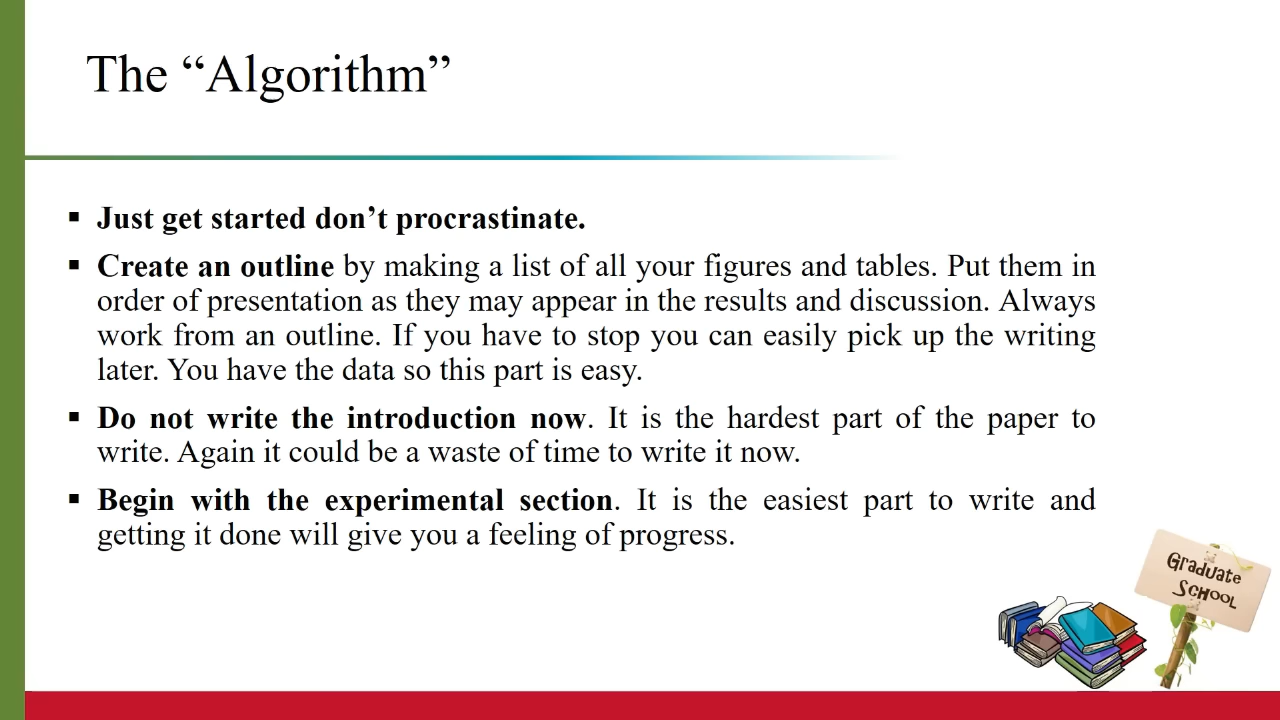 The “Algorithm”
▪ Just get started don’t procrastinate.
▪ Create an outline by making a list of all your figures and tables. Put them in
order of presentation as they may appear in the results and discussion. Always
work from an outline. If you have to stop you can easily pick up the writing
later. You have the data so this part is easy.
▪ Do not write the introduction now. It is the hardest part of the paper to
write. Again it could be a waste of time to write it now.
▪ Begin with the experimental section. It is the easiest part to write and
getting it done will give you a feeling of progress.
Graduate
School